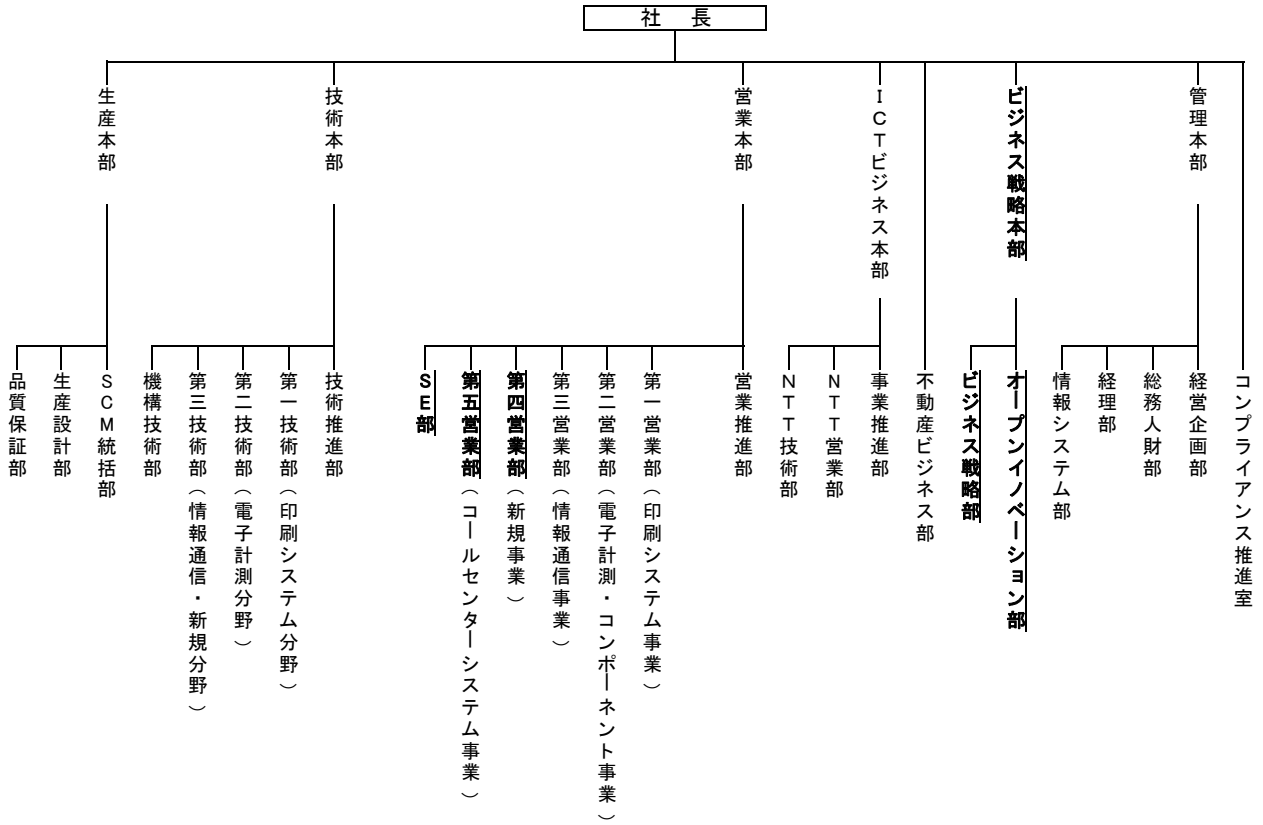 社 長
コンプライアンス推進室
管理本部
経営企画部
総務人財部
経理部
情報システム部
ビジネス戦略本部
オープンイノベーション部
ビジネス戦略部
不動産ビジネス部
ICTビジネス本部
事業推進部
NTT営業部
NTT技術部
営業本部
営業推進部
第一営業部(印刷システム事業)
第二営業部(電子計測・コンポーネント事業)
第三営業部(情報通信事業)
第四営業部(新規事業)
第五営業部(コールセンターシステム事業)
SE部
技術本部
技術推進部
第一技術部(印刷システム分野)
第二技術部(電子計測分野)
第三技術部(情報通信・新規分野)
機構技術部
生産本部
SCM統括部
生産設計部
品質保証部